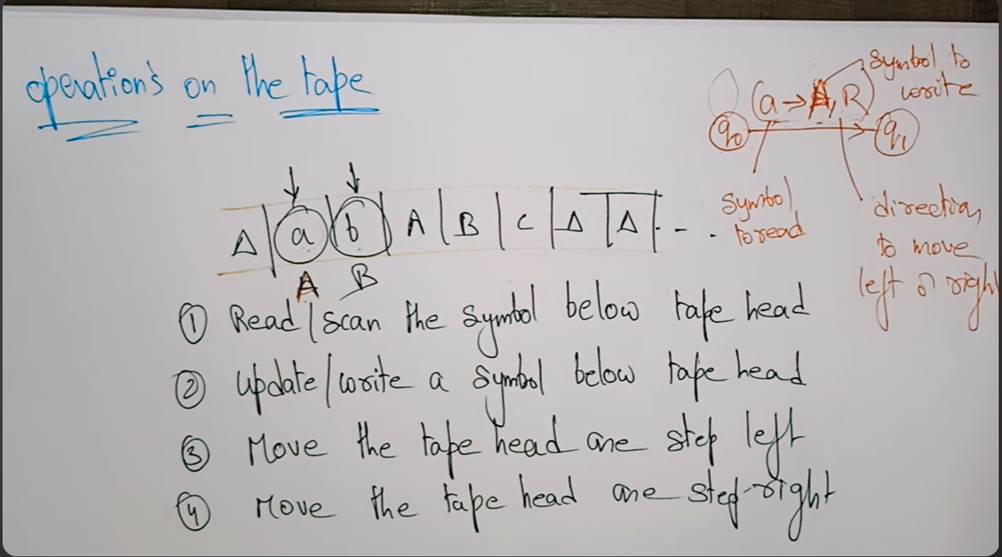 operation's on the tape
(a → A, R)
symbol to
write
q0 q1
symbol
to read
direction
to move
left or right
Δ | a | b | A | B | C | Δ | Δ | - - .
A B
① Read/scan the symbol below tape head
② update/write a symbol below tape head
③ Move the tape head one step left
④ Move the tape head one step-right